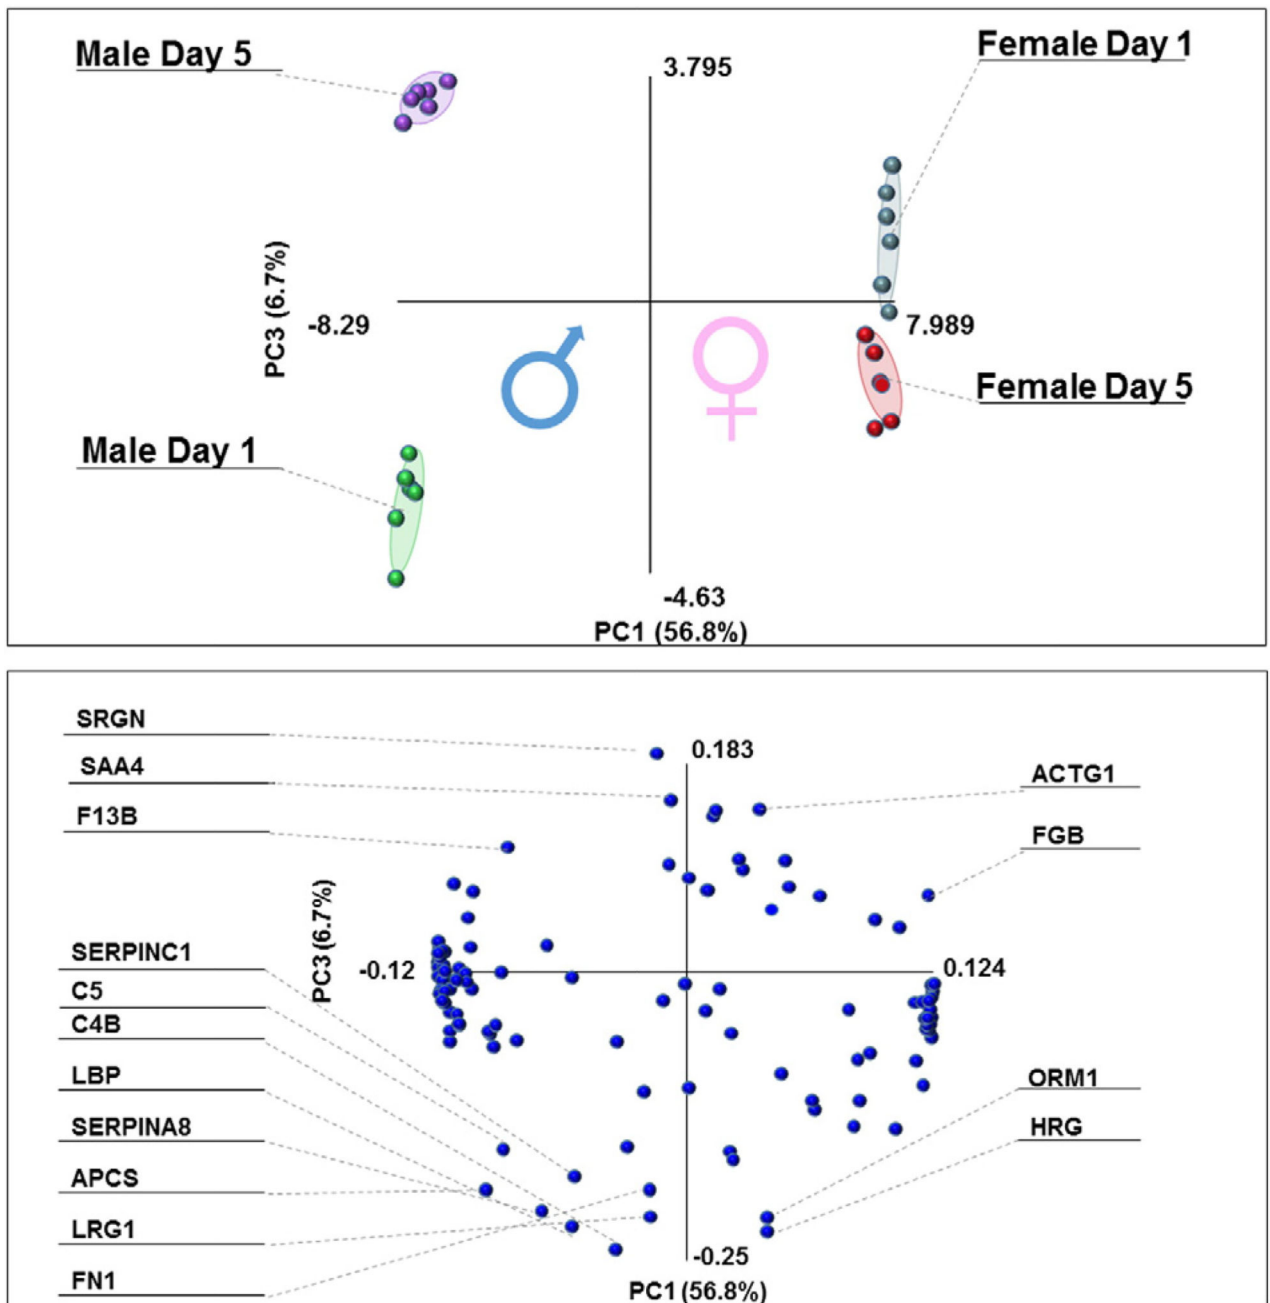 Male Day 5
Female Day 1
3.795
PC3 (6.7%)
-8.29
7.989
Female Day 5
Male Day 1
-4.63
PC1 (56.8%)
SRGN
0.183
SAA4
ACTG1
F13B
FGB
PC3 (6.7%)
SERPINC1
-0.12
0.124
C5
C4B
LBP
ORM1
SERPINA8
HRG
APCS
LRG1
-0.25
FN1
PC1 (56.8%)